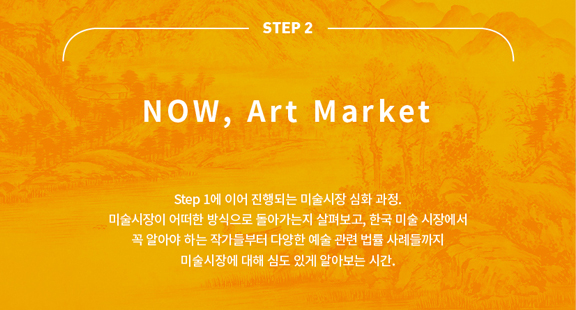 STEP 2
NOW, Art Market
Step 1에 이어 진행되는 미술시장 심화 과정.
미술시장이 어떠한 방식으로 돌아가는지 살펴보고, 한국 미술 시장에서
꼭 알아야 하는 작가들부터 다양한 예술 관련 법률 사례들까지
미술시장에 대해 심도 있게 알아보는 시간.